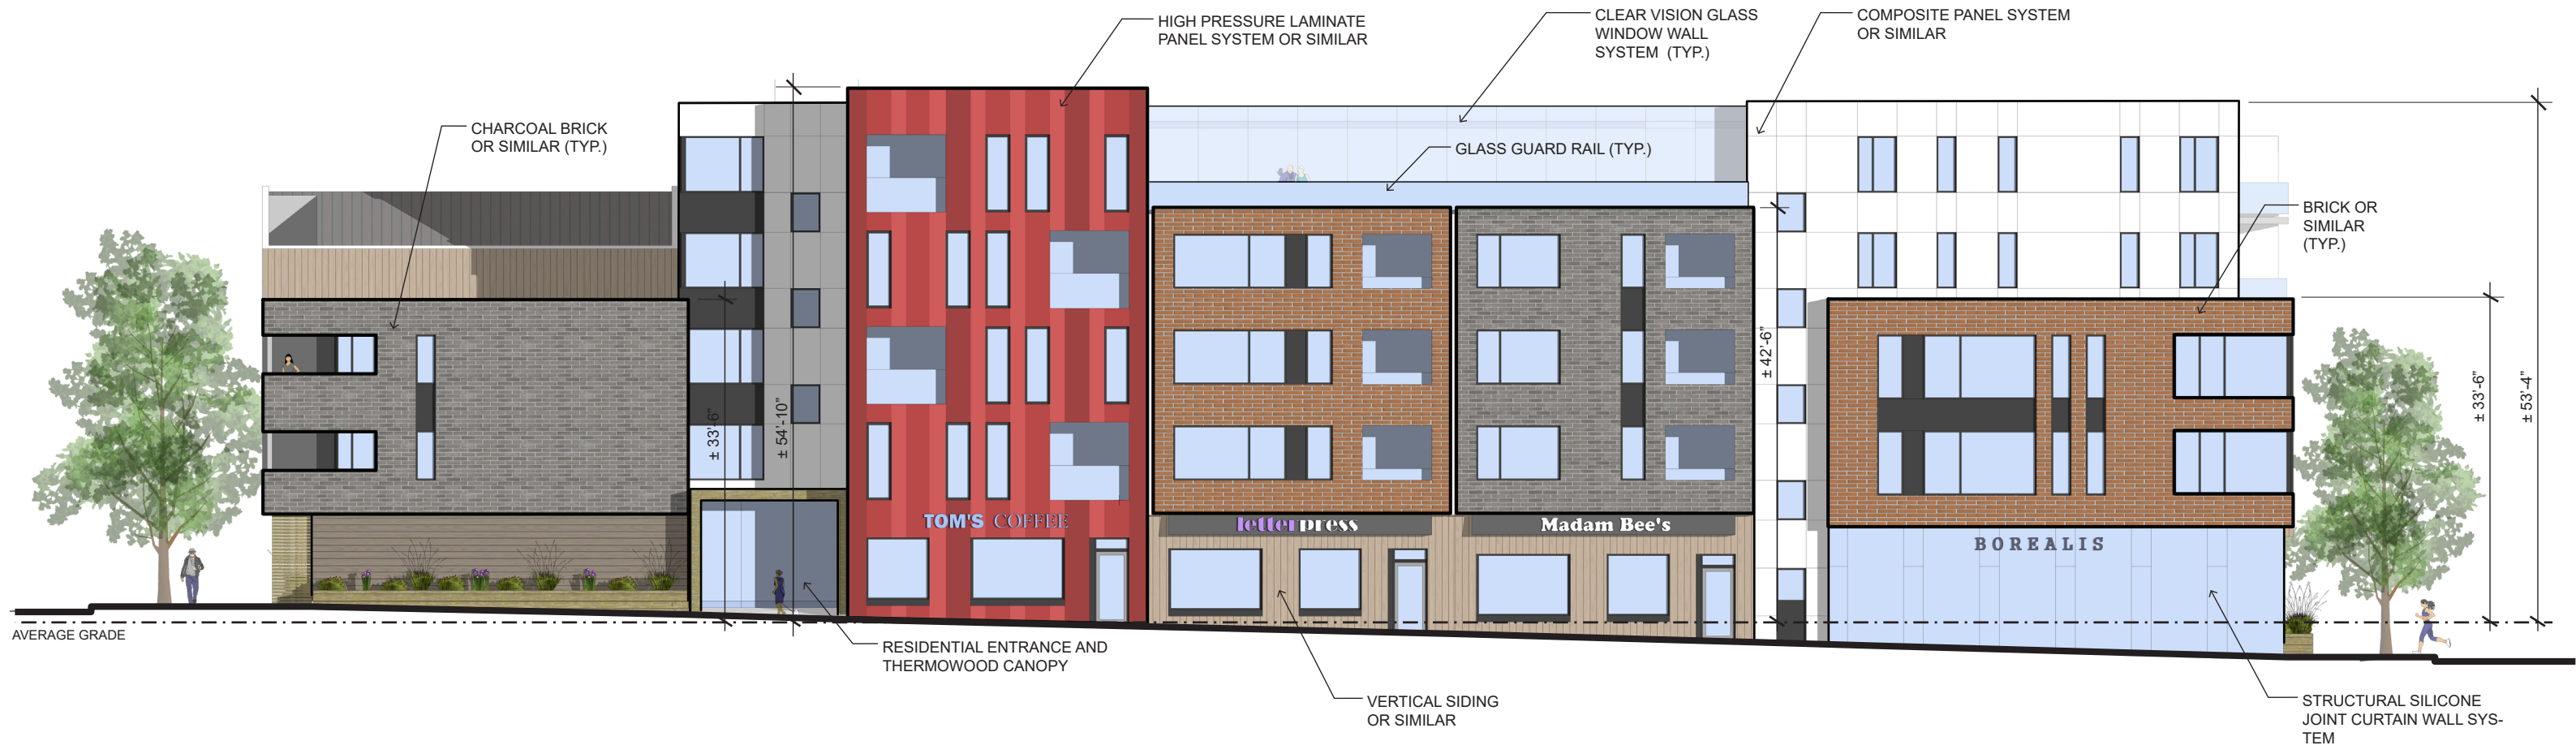 HIGH PRESSURE LAMINATE
PANEL SYSTEM OR SIMILAR
CLEAR VISION GLASS
WINDOW WALL
SYSTEM (TYP.)
COMPOSITE PANEL SYSTEM
OR SIMILAR
CHARCOAL BRICK
OR SIMILAR (TYP.)
GLASS GUARD RAIL (TYP.)
BRICK OR
SIMILAR
(TYP.)
± 33'-6"
± 54'-10"
± 42'-6"
± 33'-6"
± 53'-4"
TOM'S COFFEE
letterpress
Madam Bee's
BOREALIS
AVERAGE GRADE
RESIDENTIAL ENTRANCE AND
THERMOWOOD CANOPY
VERTICAL SIDING
OR SIMILAR
STRUCTURAL SILICONE
JOINT CURTAIN WALL SYS-
TEM